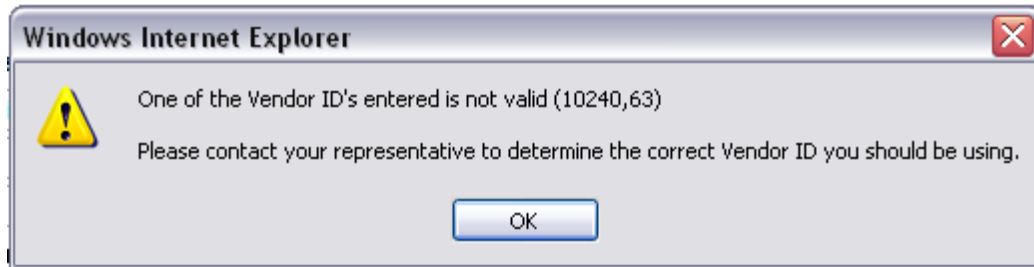 Windows Internet Explorer
One of the Vendor ID's entered is not valid (10240,63)
Please contact your representative to determine the correct Vendor ID you should be using.
OK